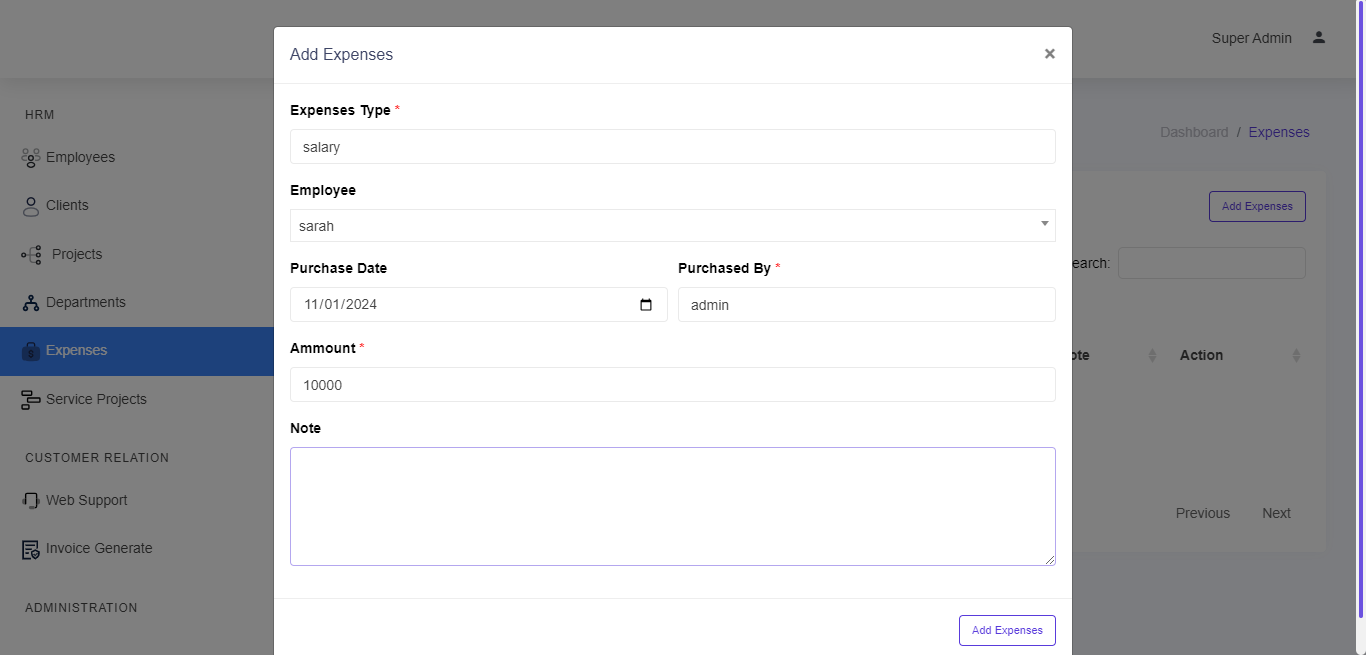 Super Admin
HRM
Employees
Clients
Projects
Departments
Expenses
Service Projects
CUSTOMER RELATION
Web Support
Invoice Generate
ADMINISTRATION
Add Expenses ×
Expenses Type *
salary
Employee
sarah
Purchase Date Purchased By *
11/01/2024 admin
Ammount *
10000
Note
Add Expenses
Dashboard / Expenses
Add Expenses
earch:
ote Action
Previous Next